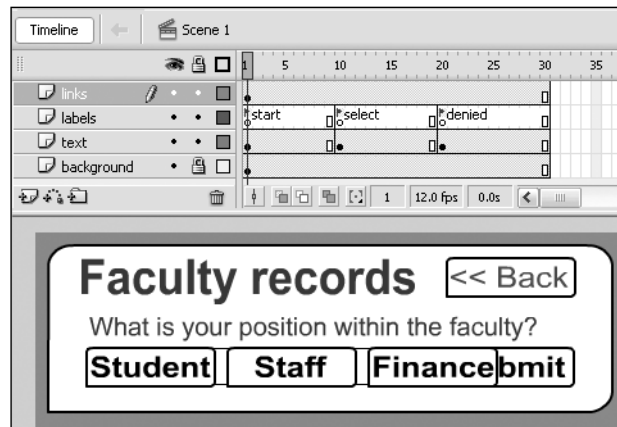 Timeline Scene 1
1 5 10 15 20 25 30 35
links
labels start select denied
text
background
1 12.0 fps 0.0s
Faculty records << Back
What is your position within the faculty?
Student Staff Finance bmit